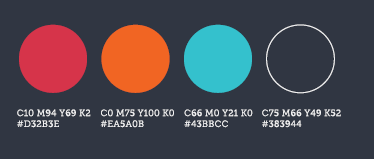 C10 M94 Y69 K2
#D32B3E
C0 M75 Y100 K0
#EA5A0B
C66 M0 Y21 K0
#43BBCC
C75 M66 Y49 K52
#383944